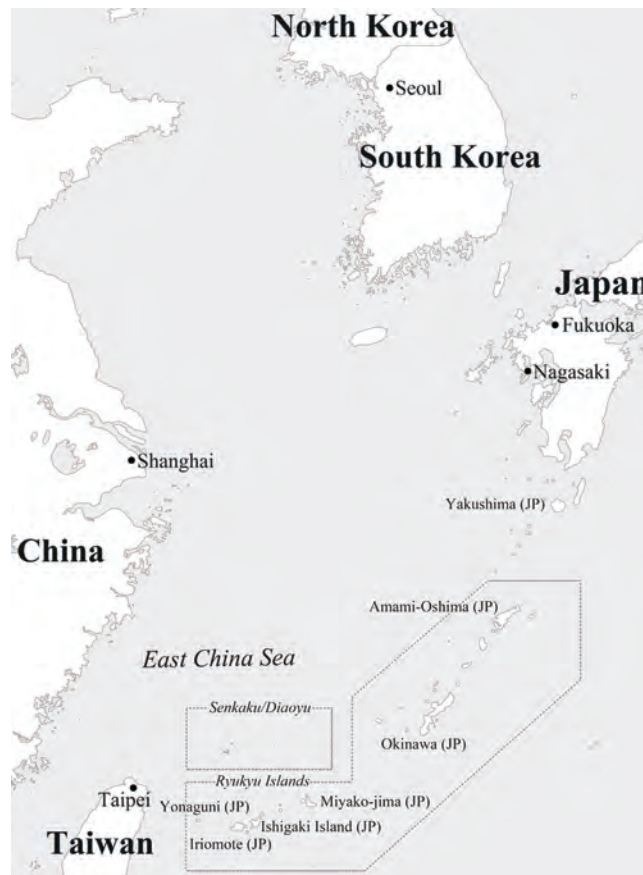 North Korea
Seoul
South Korea
Japan
Fukuoka
Nagasaki
Shanghai
Yakushima (JP)
China
Amami-Oshima (JP)
East China Sea
Senkaku/Diaoyu
Okinawa (JP)
Ryukyu Islands
Taipei
Yonaguni (JP)
Miyako-jima (JP)
Ishigaki Island (JP)
Taiwan
Iriomote (JP)